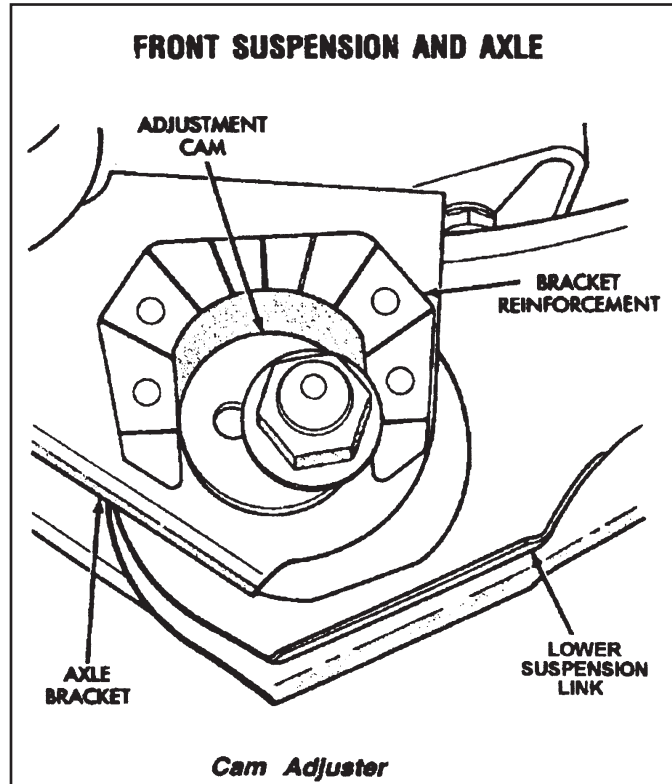 FRONT SUSPENSION AND AXLE
ADJUSTMENT
CAM
BRACKET
REINFORCEMENT
AXLE
BRACKET
LOWER
SUSPENSION
LINK
Cam Adjuster